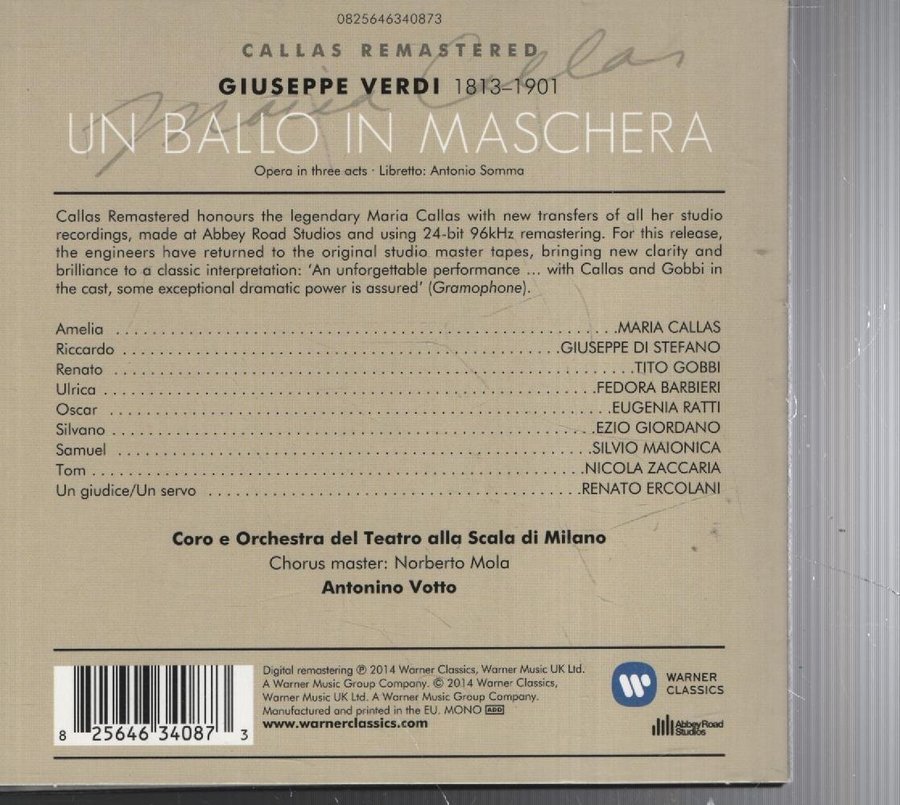 0825646340873
CALLAS REMASTERED
Maria Callas
GIUSEPPE VERDI 1813–1901
UN BALLO IN MASCHERA
Opera in three acts · Libretto: Antonio Somma
Callas Remastered honours the legendary Maria Callas with new transfers of all her studio
recordings, made at Abbey Road Studios and using 24-bit 96kHz remastering. For this release,
the engineers have returned to the original studio master tapes, bringing new clarity and
brilliance to a classic interpretation: ‘An unforgettable performance ... with Callas and Gobbi in
the cast, some exceptional dramatic power is assured’ (Gramophone).
Amelia ........ MARIA CALLAS
Riccardo ........ GIUSEPPE DI STEFANO
Renato ........ TITO GOBBI
Ulrica ........ FEDORA BARBIERI
Oscar ........ EUGENIA RATTI
Silvano ........ EZIO GIORDANO
Samuel ........ SILVIO MAIONICA
Tom ........ NICOLA ZACCARIA
Un giudice/Un servo ........ RENATO ERCOLANI
Coro e Orchestra del Teatro alla Scala di Milano
Chorus master: Norberto Mola
Antonino Votto
Digital remastering ℗ 2014 Warner Classics, Warner Music UK Ltd.
A Warner Music Group Company. © 2014 Warner Classics,
Warner Music UK Ltd. A Warner Music Group Company.
Manufactured and printed in the EU. MONO ADD
www.warnerclassics.com
8 25646 34087 3
WARNER
CLASSICS
Abbey Road
Studios